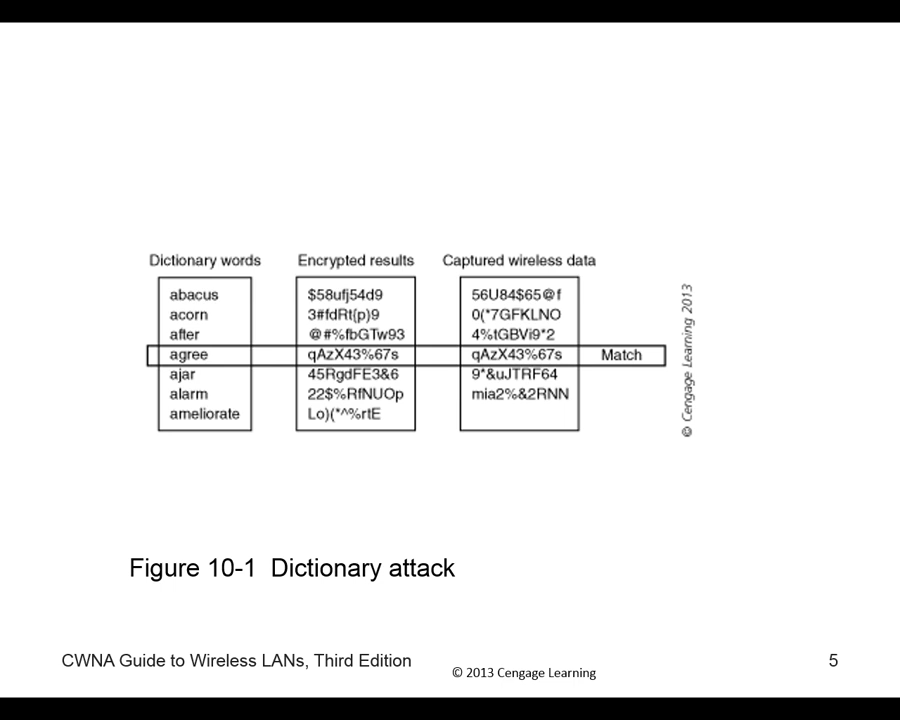 Dictionary words Encrypted results Captured wireless data
abacus $58ufj54d9 56U84$65@f
acorn 3#fdRt{p)9 0(*7GFKLNO
after @#%fbGTw93 4%tGBVi9*2
agree qAzX43%67s qAzX43%67s Match
ajar 45RgdFE3&6 9*&uJTRF64
alarm 22$%RfNUOp mia2%&2RNN
ameliorate Lo)(*^%rtE
© Cengage Learning 2013
Figure 10-1 Dictionary attack
CWNA Guide to Wireless LANs, Third Edition
© 2013 Cengage Learning
5